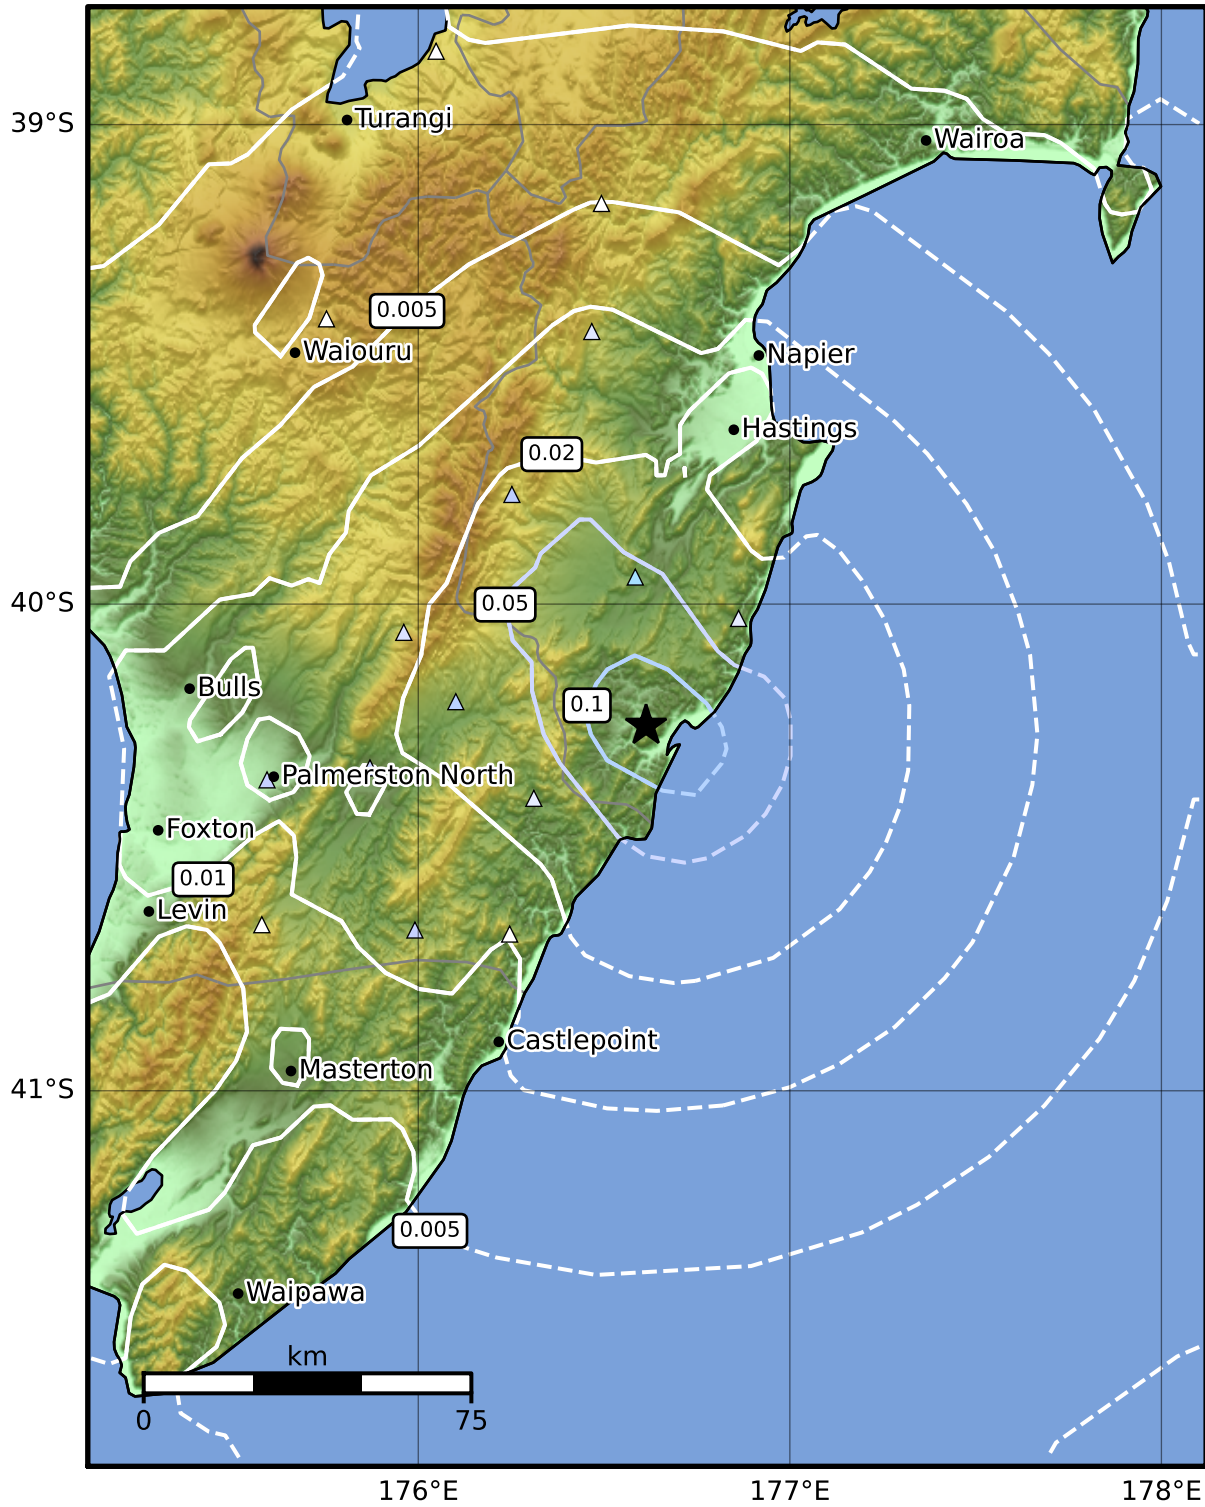 39°S
Turangi
Wairoa
0.005
Waiouru
Napier
Hastings
0.02
40°S
0.05
Bulls
0.1
Palmerston North
Foxton
0.01
Levin
Castlepoint
Masterton
41°S
0.005
Waipawa
km
0 75
176°E 177°E 178°E